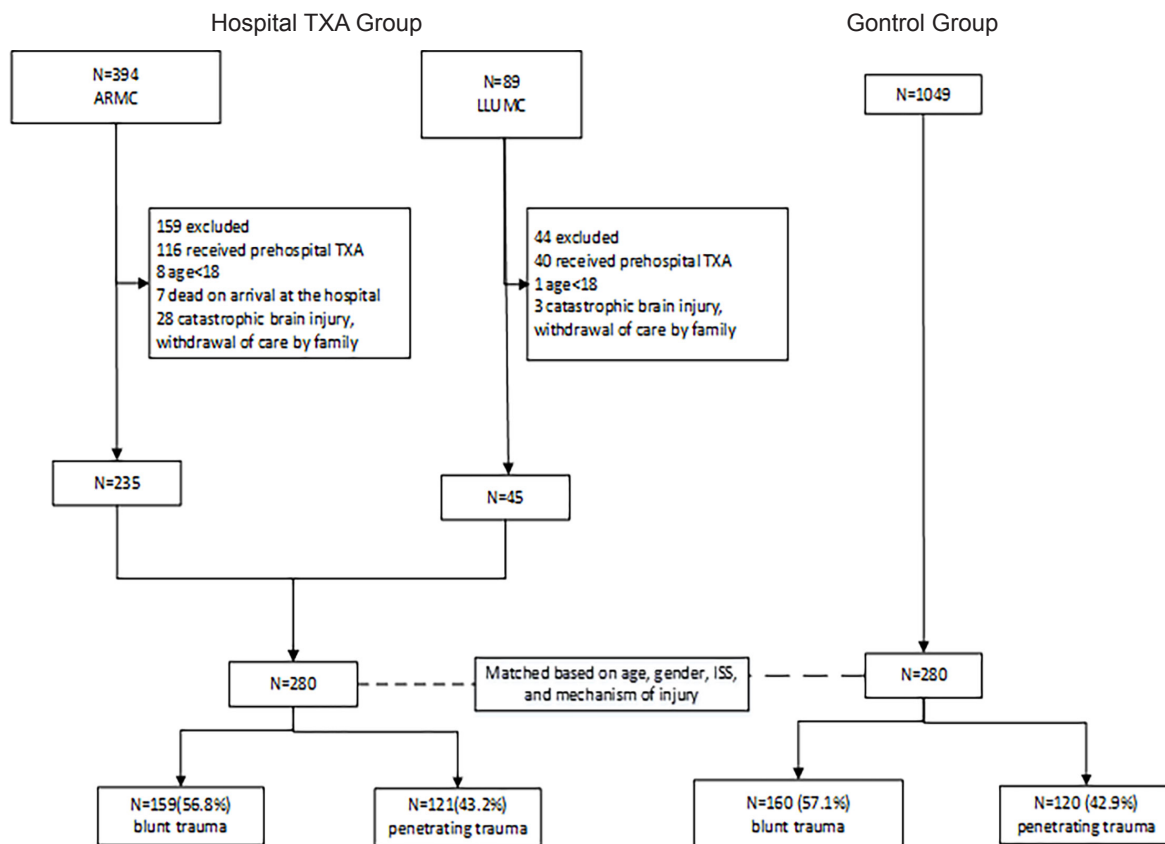 Hospital TXA Group
Gontrol Group
N=394
ARMC
N=89
LLUMC
N=1049
159 excluded
116 received prehospital TXA
8 age<18
7 dead on arrival at the hospital
28 catastrophic brain injury,
withdrawal of care by family
44 excluded
40 received prehospital TXA
1 age<18
3 catastrophic brain injury,
withdrawal of care by family
N=235
N=45
N=280
Matched based on age, gender, ISS,
and mechanism of injury
N=280
N=159(56.8%)
blunt trauma
N=121(43.2%)
penetrating trauma
N=160 (57.1%)
blunt trauma
N=120 (42.9%)
penetrating trauma